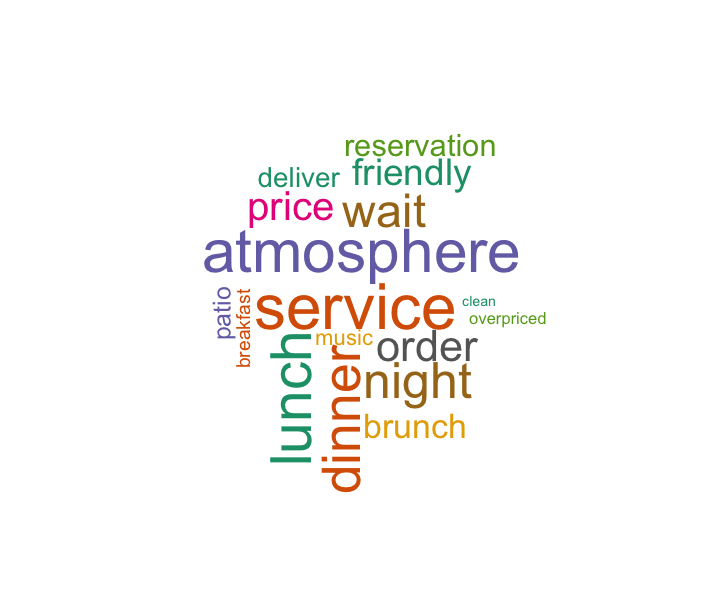 reservation
deliver
friendly
price
wait
atmosphere
patio
breakfast
service
clean
overpriced
music
lunch
dinner
order
night
brunch